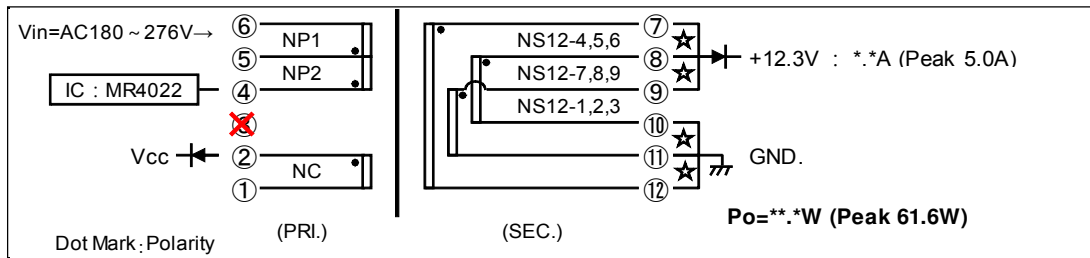 Vin=AC180～276V→ ⑥ NP1 ⑦ NS12-4,5,6 ☆
⑤ NP2 ⑧ NS12-7,8,9 ☆ +12.3V : *.*A (Peak 5.0A)
IC : MR4022 ④ ⑨ NS12-1,2,3
③ ⑩ ☆
Vcc ② NC ⑪ ☆ GND.
① ⑫
Po=**.*W (Peak 61.6W)
(PRI.) (SEC.)
Dot Mark : Polarity